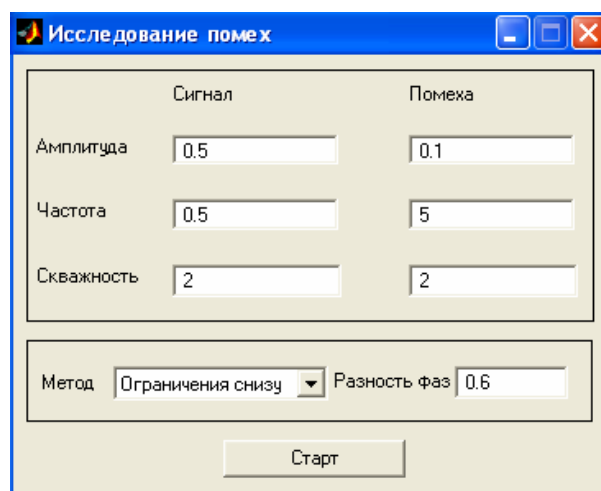 Исследование помех
Сигнал Помеха
Амплитуда 0.5 0.1
Частота 0.5 5
Скважность 2 2
Метод Ограничения снизу Разность фаз 0.6
Старт